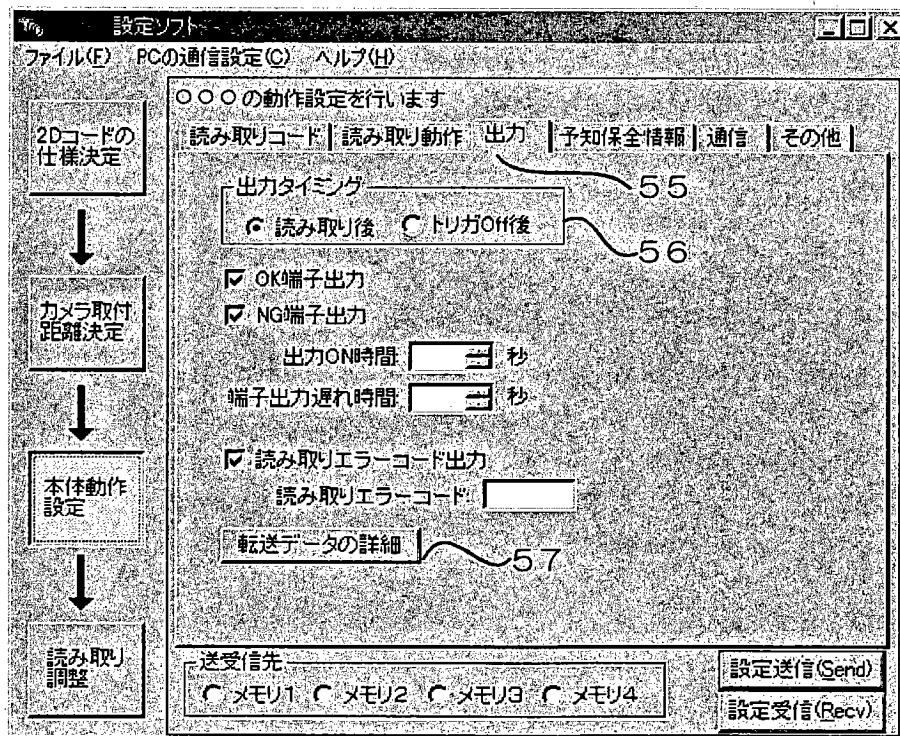 設定ソフト
ファイル(F) PCの通信設定(C) ヘルプ(H)
○○○の動作設定を行います
2Dコードの
仕様決定
カメラ取付
距離決定
本体動作
設定
読み取り
調整
読み取りコード 読み取り動作 出力 予知保全情報 通信 その他
55
出力タイミング
読み取り後 トリガOff後
56
OK端子出力
NG端子出力
出力ON時間: 秒
端子出力遅れ時間: 秒
読み取りエラーコード出力
読み取りエラーコード:
転送データの詳細
57
送受信先
メモリ1 メモリ2 メモリ3 メモリ4
設定送信(Send)
設定受信(Recv)